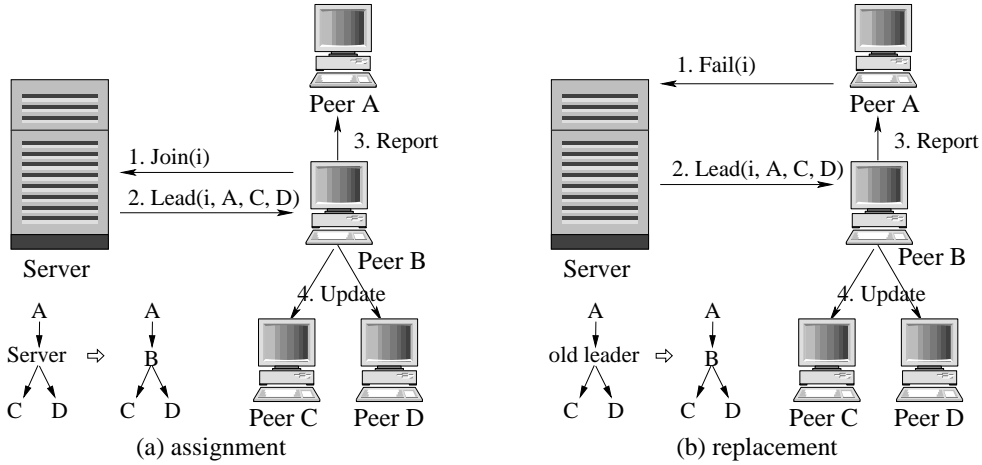 Peer A
3. Report
1. Join(i)
2. Lead(i, A, C, D)
Server
Peer B
4. Update
A
Server ⇨
C D
A
B
C D
Peer C Peer D
(a) assignment
1. Fail(i)
Peer A
3. Report
2. Lead(i, A, C, D)
Server
Peer B
4. Update
A
old leader ⇨
C D
A
B
C D
Peer C Peer D
(b) replacement